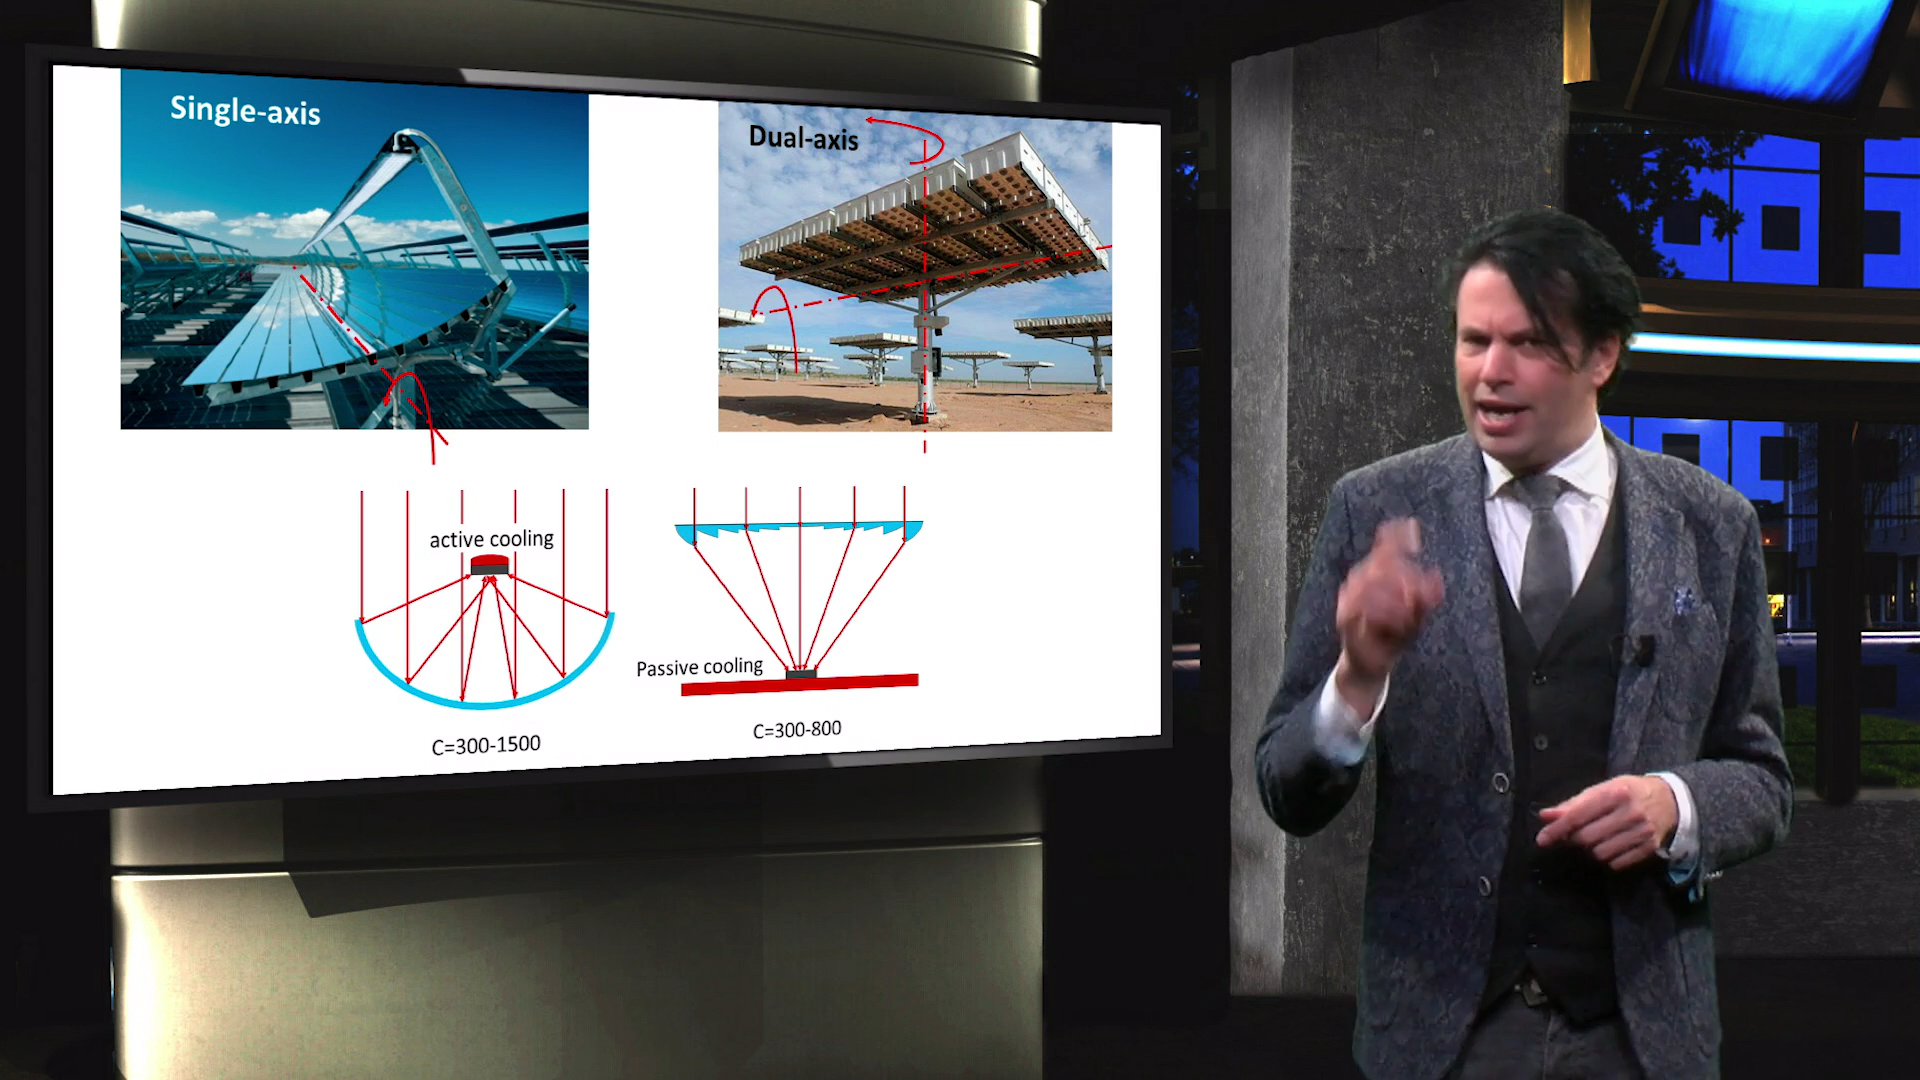 Single-axis
Dual-axis
active cooling
Passive cooling
C=300-1500
C=300-800